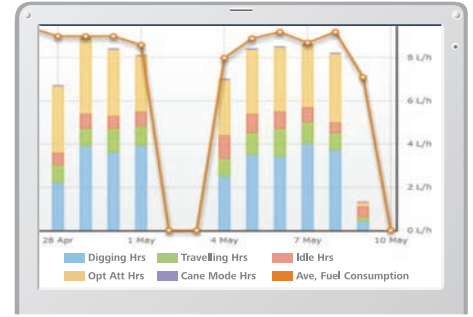 8 L/h
6 L/h
4 L/h
2 L/h
0 L/h
28 Apr 1 May 4 May 7 May 10 May
Digging Hrs Travelling Hrs Idle Hrs
Opt Att Hrs Cane Mode Hrs Ave, Fuel Consumption